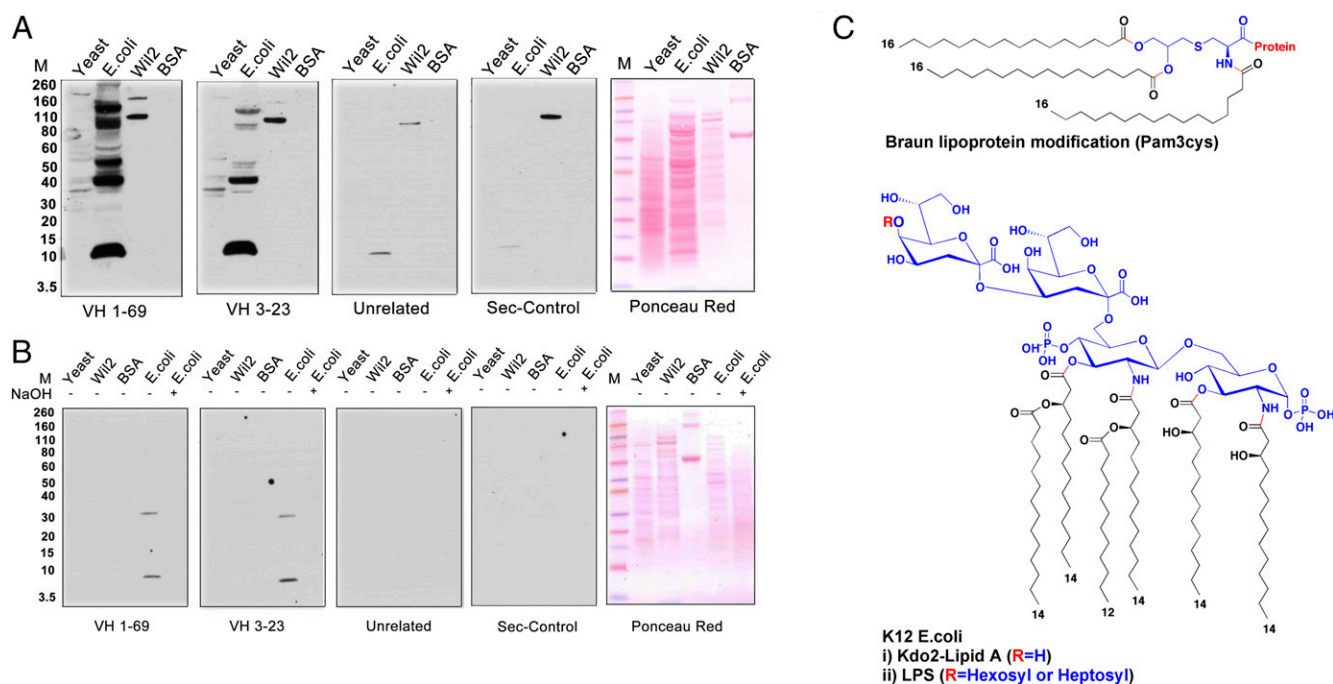 A
M Yeast E.coli Wil2 BSA
Yeast E.coli Wil2 BSA
Yeast E.coli Wil2 BSA
Yeast E.coli Wil2 BSA
M Yeast E.coli Wil2 BSA
260
160
110
80
60
50
40
30
20
15
10
3.5
VH 1-69
VH 3-23
Unrelated
Sec-Control
Ponceau Red
B
M Yeast Wil2 BSA E.coli E.coli
Yeast Wil2 BSA E.coli E.coli
Yeast Wil2 BSA E.coli E.coli
Yeast Wil2 BSA E.coli E.coli
M Yeast Wil2 BSA E.coli E.coli
NaOH - - - - +
- - - - +
- - - - +
- - - - +
- - - - +
260
160
110
80
60
50
40
30
20
15
10
3.5
VH 1-69
VH 3-23
Unrelated
Sec-Control
Ponceau Red
C
16
16
16
O
O
O
O
S
O
Protein
HN
O
Braun lipoprotein modification (Pam3cys)
HO
OH
OH
RO
HO
O
O
OH
O
HO
OH
OH
O
O
OH
O
O
HO
P
O
OH
O
O
O
NH
O
O
O
O
O
HO
O
O
O
HO
NH
O
HO
O
O
P
OH
OH
14
14
12
14
14
14
K12 E.coli
i) Kdo2-Lipid A (R=H)
ii) LPS (R=Hexosyl or Heptosyl)